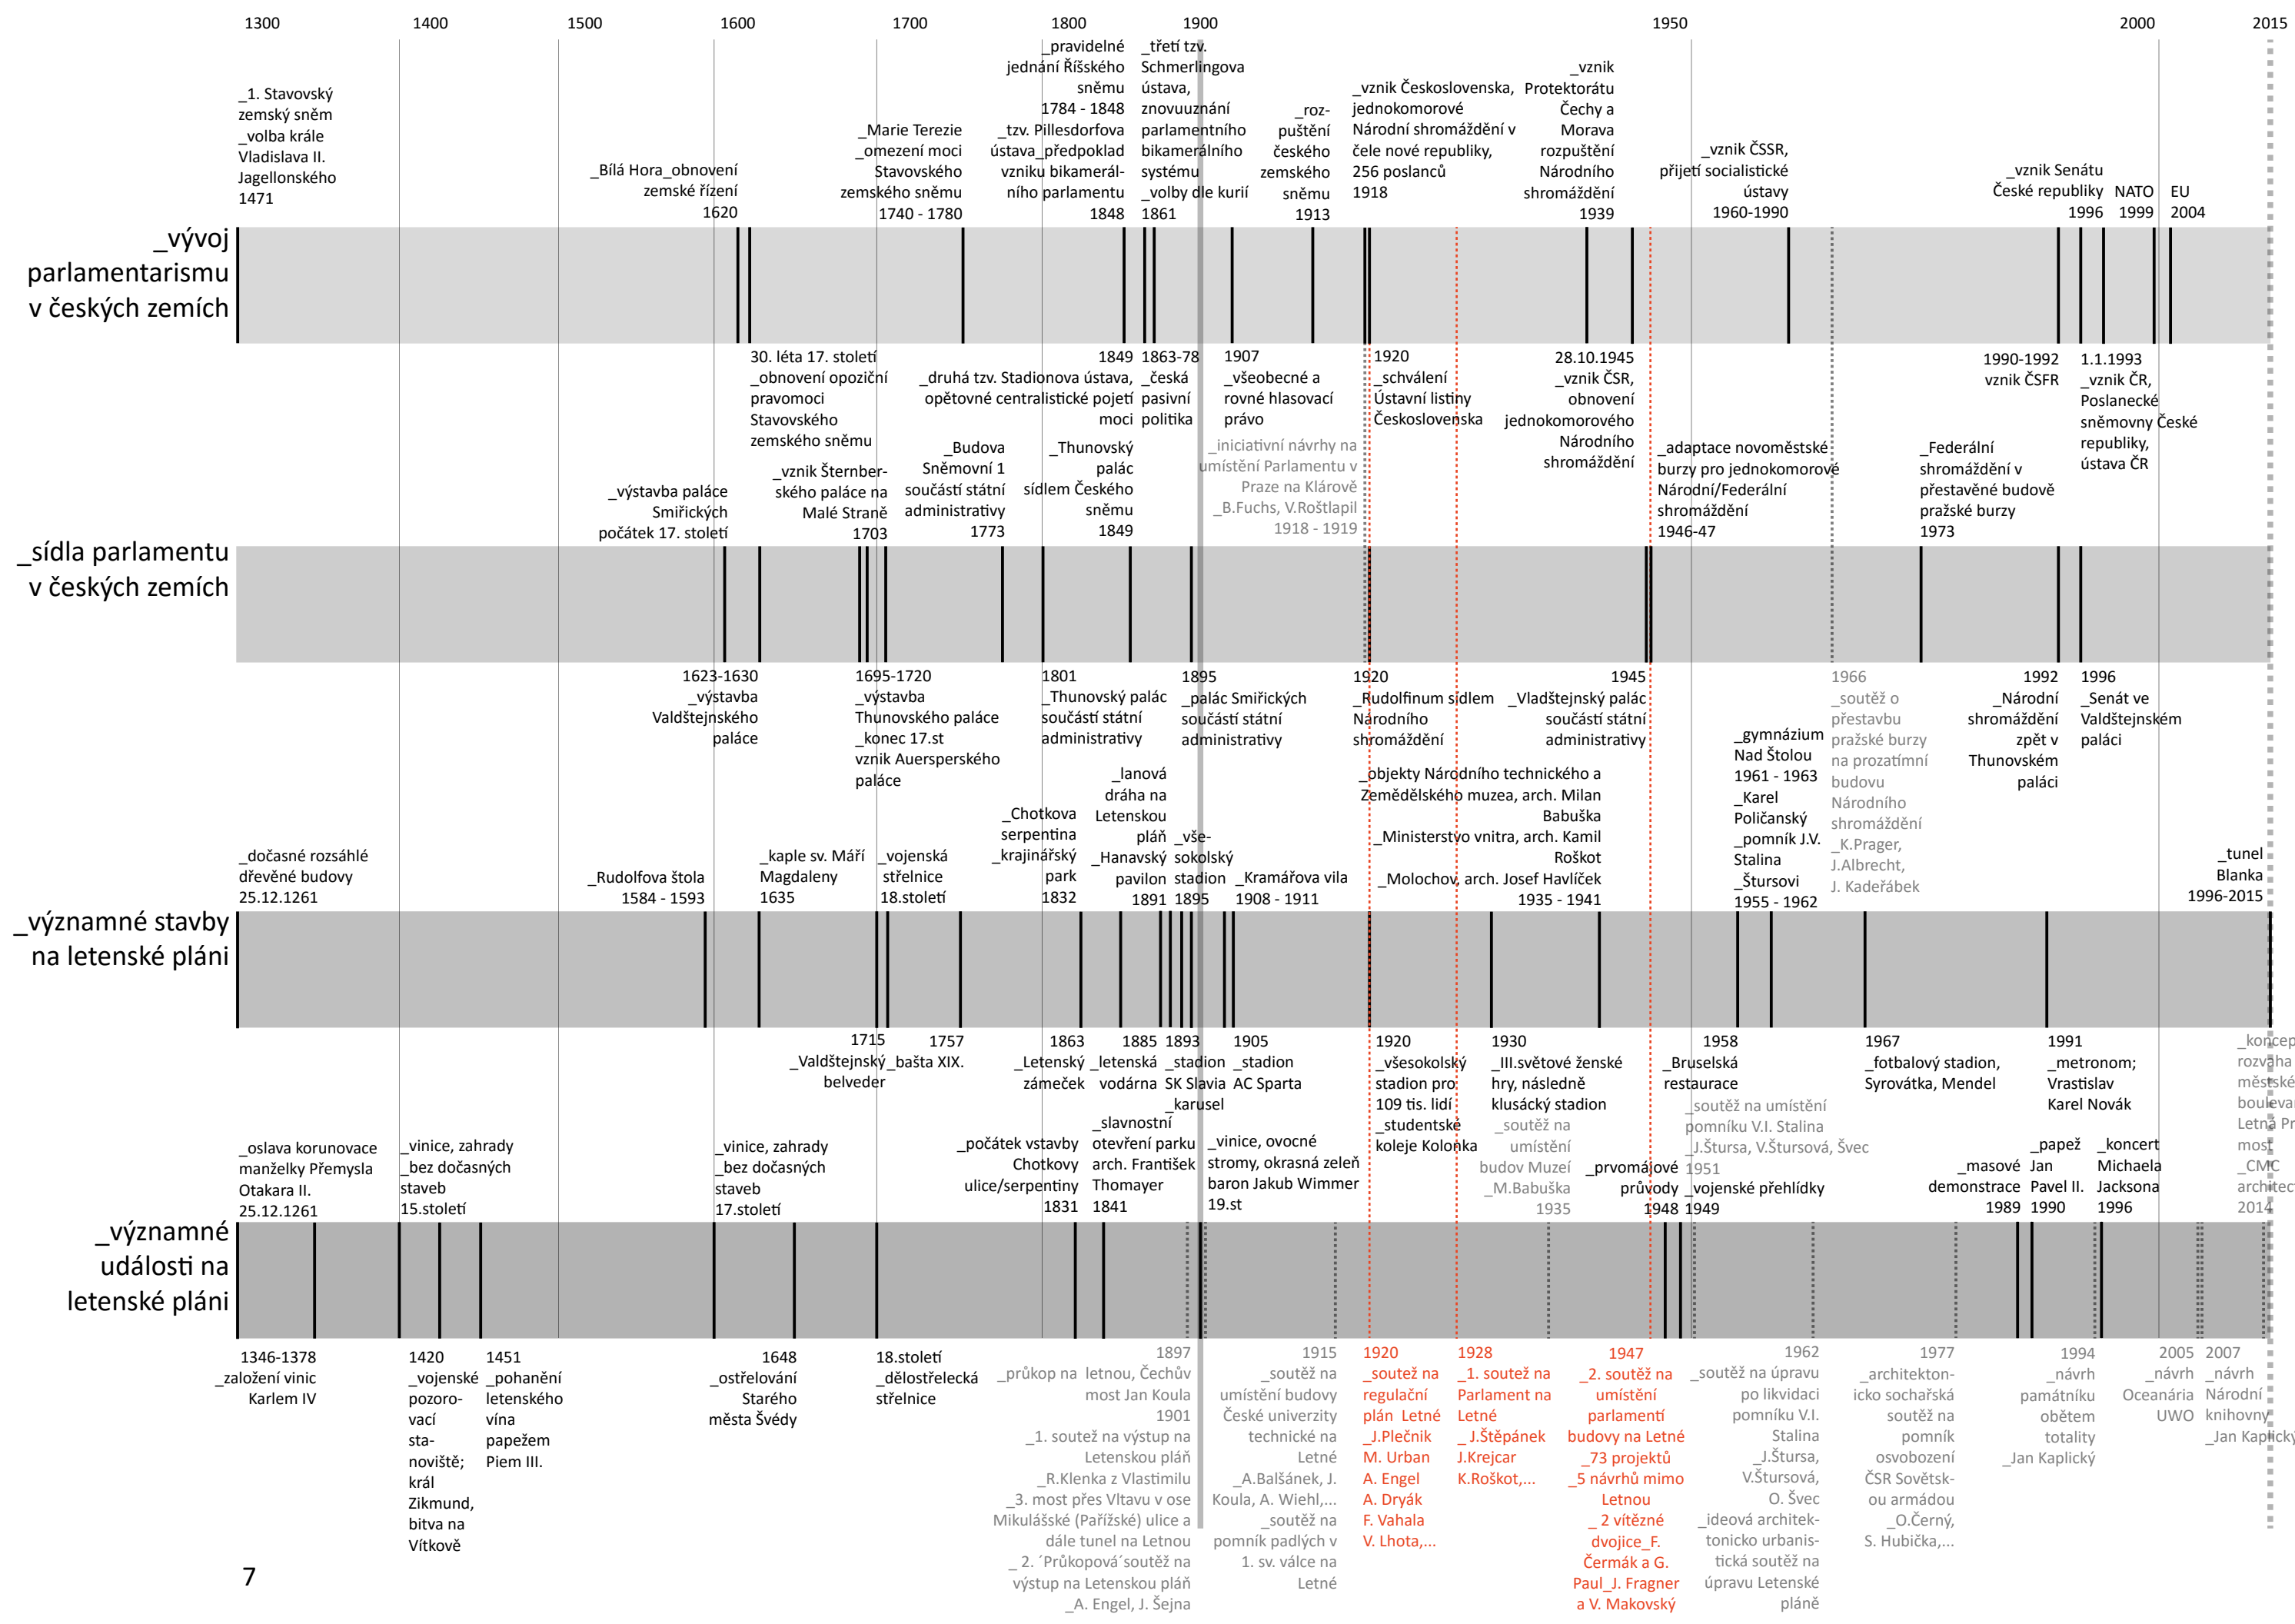 1300
1400
1500
1600
1700
1800
1900
1950
2000
2015
_1. Stavovský
zemský sněm
_volba krále
Vladislava II.
Jagellonského
1471
_Bílá Hora_obnovení
zemské řízení
1620
_Marie Terezie
_omezení moci
Stavovského
zemského sněmu
1740 - 1780
_pravidelné
jednání Říšského
sněmu
1784 - 1848
_tzv. Pillesdorfova
ústava_předpoklad
vzniku bikamerál-
ního parlamentu
1848
_třetí tzv.
Schmerlingova
ústava,
znovuuznání
parlamentního
bikamerálního
systému
_volby dle kurií
1861
_roz-
puštění
českého
zemského
sněmu
1913
_vznik Československa,
jednokomorové
Národní shromáždění v
čele nové republiky,
256 poslanců
1918
_vznik
Protektorátu
Čechy a
Morava
rozpuštění
Národního
shromáždění
1939
_vznik ČSSR,
přijetí socialistické
ústavy
1960-1990
_vznik Senátu
České republiky
1996
NATO
1999
EU
2004
_vývoj
parlamentarismu
v českých zemích
30. léta 17. století
_obnovení opoziční
pravomoci
Stavovského
zemského sněmu
1849
_druhá tzv. Stadionova ústava,
opětovné centralistické pojetí
moci
1863-78
_česká
pasivní
politika
1907
_všeobecné a
rovné hlasovací
právo
1920
_schválení
Ústavní listiny
Československa
28.10.1945
_vznik ČSR,
obnovení
jednokomorového
Národního
shromáždění
1990-1992
vznik ČSFR
1.1.1993
_vznik ČR,
Poslanecké
sněmovny České
republiky,
ústava ČR
_výstavba paláce
Smiřických
počátek 17. století
_vznik Šternber-
ského paláce na
Malé Straně
1703
_Budova
Sněmovní 1
součástí státní
administrativy
1773
_Thunovský
palác
sídlem Českého
sněmu
1849
_iniciativní návrhy na
umístění Parlamentu v
Praze na Klárově
_B.Fuchs, V.Roštlapil
1918 - 1919
_adaptace novoměstské
burzy pro jednokomorové
Národní/Federální
shromáždění
1946-47
_Federální
shromáždění v
přestavěné budově
pražské burzy
1973
_sídla parlamentu
v českých zemích
1623-1630
_výstavba
Valdštejnského
paláce
1695-1720
_výstavba
Thunovského paláce
_konec 17.st
vznik Auersperského
paláce
1801
_Thunovský palác
součástí státní
administrativy
1895
_palác Smiřických
součástí státní
administrativy
1920
_Rudolfinum sídlem
Národního
shromáždění
1945
_Vladštejnský palác
součástí státní
administrativy
1966
_soutěž o
přestavbu
pražské burzy
na prozatímní
budovu
Národního
shromáždění
_K.Prager,
J.Albrecht,
J. Kadeřábek
1992
_Národní
shromáždění
zpět v
Thunovském
paláci
1996
_Senát ve
Valdštejnském
paláci
_dočasné rozsáhlé
dřevěné budovy
25.12.1261
_Rudolfova štola
1584 - 1593
_kaple sv. Máří
Magdaleny
1635
_vojenská
střelnice
18.století
_Chotkova
serpentina
_krajinářský
park
1832
_lanová
dráha na
Letenskou
pláň
_Hanavský
pavilon
1891
_vše-
sokolský
stadion
1895
_Kramářova vila
1908 - 1911
_objekty Národního technického a
Zemědělského muzea, arch. Milan
Babuška
_Ministerstvo vnitra, arch. Kamil
Roškot
_Molochov, arch. Josef Havlíček
1935 - 1941
_gymnázium
Nad Štolou
1961 - 1963
_Karel
Poličanský
_pomník J.V.
Stalina
_Štursovi
1955 - 1962
_tunel
Blanka
1996-2015
_významné stavby
na letenské pláni
1715
_Valdštejnský
belveder
1757
_bašta XIX.
1863
_Letenský
zámeček
1885
_letenská
vodárna
1893
_stadion
SK Slavia
_karusel
1905
_stadion
AC Sparta
1920
_všesokolský
stadion pro
109 tis. lidí
_studentské
koleje Kolonka
1930
_III.světové ženské
hry, následně
klusácký stadion
1958
_Bruselská
restaurace
1967
_fotbalový stadion,
Syrovátka, Mendel
1991
_metronom;
Vrastislav
Karel Novák
_oslava korunovace
manželky Přemysla
Otakara II.
25.12.1261
_vinice, zahrady
_bez dočasných
staveb
15.století
_vinice, zahrady
_bez dočasných
staveb
17.století
_počátek vstavby
Chotkovy
ulice/serpentiny
1831
_slavnostní
otevření parku
arch. František
Thomayer
1841
_vinice, ovocné
stromy, okrasná zeleň
baron Jakub Wimmer
19.st
_soutěž na
umístění
budov Muzeí
_M.Babuška
1935
_prvomájové
průvody
1948
_soutěž na umístění
pomníku V.I. Stalina
_J.Štursa, V.Štursová, Švec
1951
_vojenské přehlídky
1949
_masové
demonstrace
1989
_papež
Jan
Pavel II.
1990
_koncert
Michaela
Jacksona
1996
_koncep
rozvaha
městské
bouleva
Letná Pr
most
_CMC
architec
2014
_významné
události na
letenské pláni
1346-1378
_založení vinic
Karlem IV
1420
_vojenské
pozoro-
vací
sta-
noviště;
král
Zikmund,
bitva na
Vítkově
1451
_pohanění
letenského
vína
papežem
Piem III.
1648
_ostřelování
Starého
města Švédy
18.století
_dělostřelecká
střelnice
1897
_průkop na letnou, Čechův
most Jan Koula
1901
_1. soutež na výstup na
Letenskou pláň
_R.Klenka z Vlastimilu
_3. most přes Vltavu v ose
Mikulášské (Pařížské) ulice a
dále tunel na Letnou
_ 2. ´Průkopová´soutěž na
výstup na Letenskou pláň
_A. Engel, J. Šejna
1915
_soutěž na
umístění budovy
České univerzity
technické na
Letné
_A.Balšánek, J.
Koula, A. Wiehl,...
_soutěž na
pomník padlých v
1. sv. válce na
Letné
1920
_soutež na
regulační
plán Letné
_J.Plečnik
M. Urban
A. Engel
A. Dryák
F. Vahala
V. Lhota,...
1928
_1. soutež na
Parlament na
Letné
_ J.Štěpánek
J.Krejcar
K.Roškot,...
1947
_2. soutěž na
umístění
parlamentí
budovy na Letné
_73 projektů
_5 návrhů mimo
Letnou
_ 2 vítězné
dvojice_F.
Čermák a G.
Paul_J. Fragner
a V. Makovský
1962
_soutěž na úpravu
po likvidaci
pomníku V.I.
Stalina
_J.Štursa,
V.Štursová,
O. Švec
_ideová architek-
tonicko urbanis-
tická soutěž na
úpravu Letenské
pláně
1977
_architekton-
icko sochařská
soutěž na
pomník
osvobození
ČSR Sovětsk-
ou armádou
_O.Černý,
S. Hubička,...
1994
_návrh
památníku
obětem
totality
_Jan Kaplický
2005
_návrh
Oceanária
UWO
2007
_návrh
Národní
knihovny
_Jan Kaplický
7